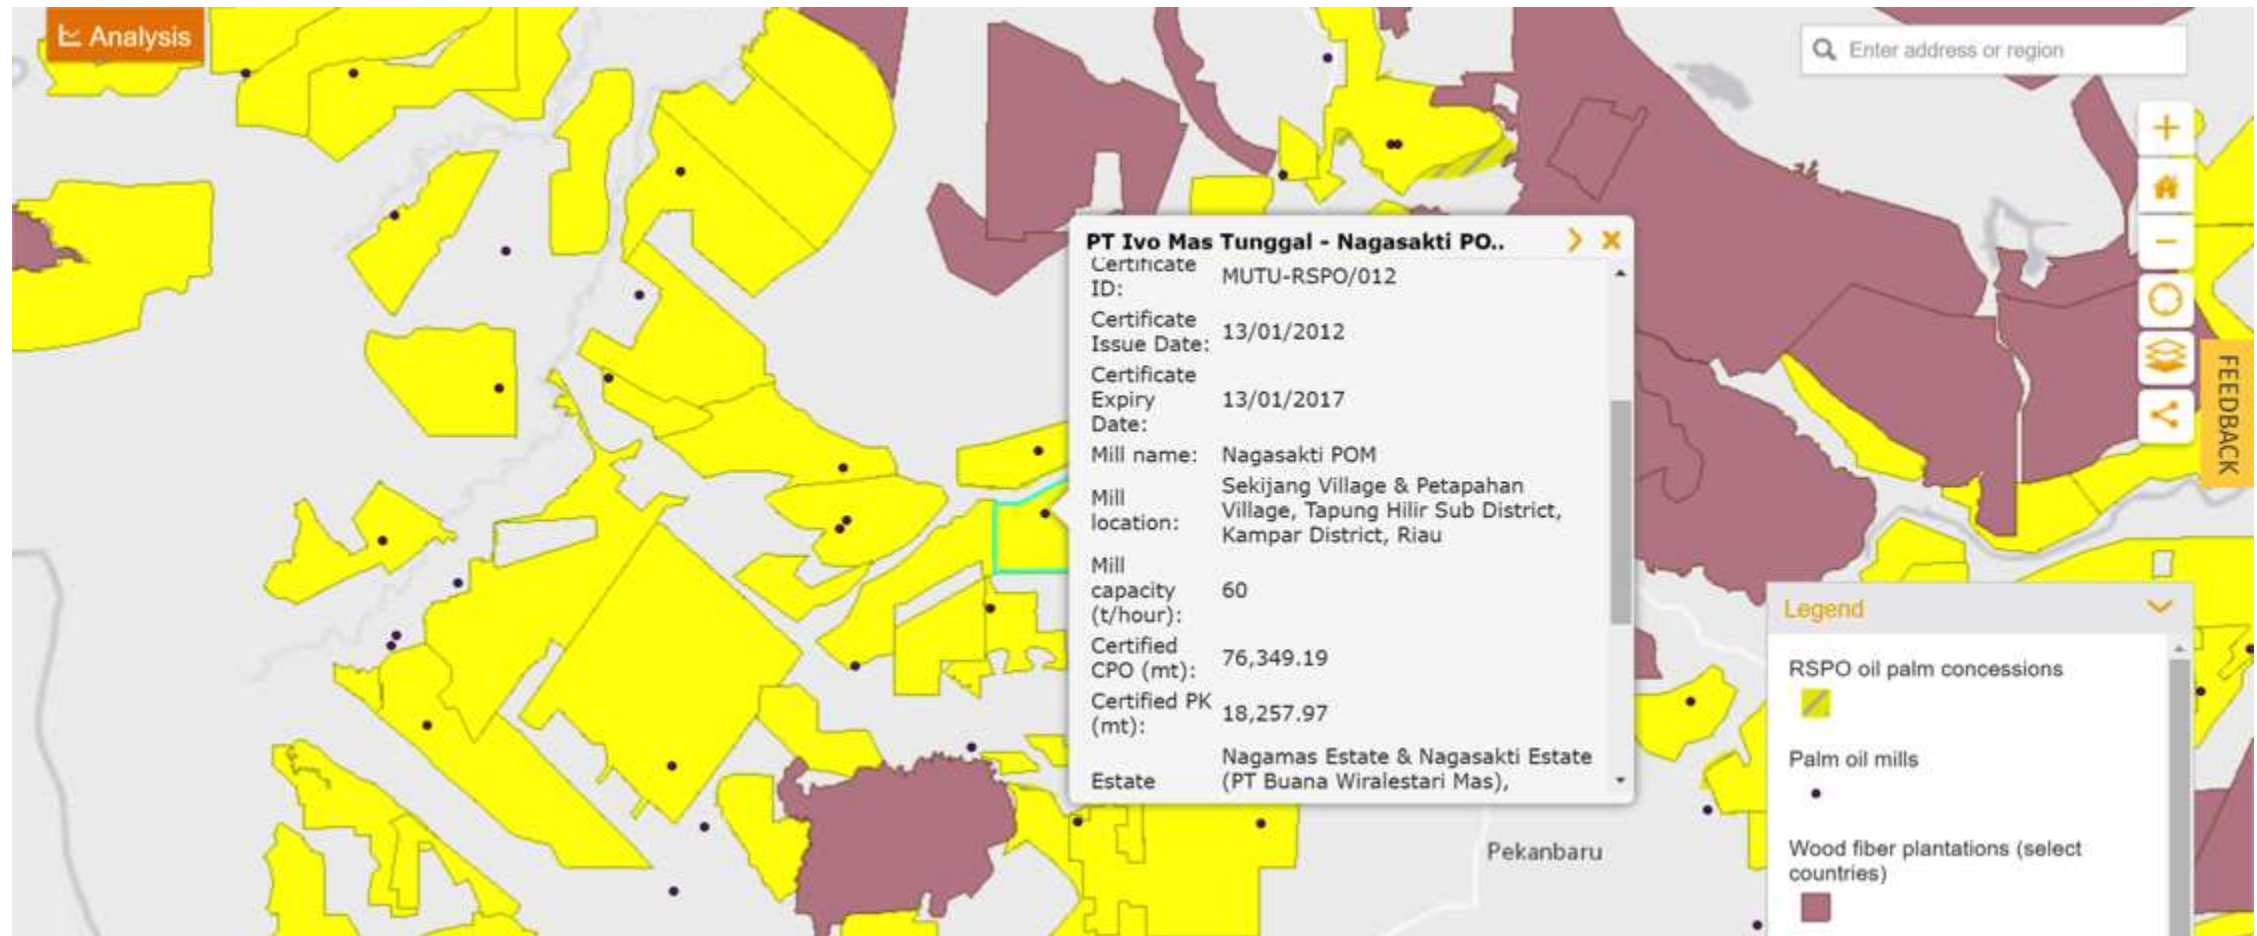 Analysis
Enter address or region
PT Ivo Mas Tunggal - Nagasakti PO..
Certificate
ID:
MUTU-RSPO/012
Certificate
Issue Date:
13/01/2012
Certificate
Expiry
Date:
13/01/2017
Mill name:
Nagasakti POM
Mill
location:
Sekijang Village & Petapahan
Village, Tapung Hilir Sub District,
Kampar District, Riau
Mill
capacity
(t/hour):
60
Certified
CPO (mt):
76,349.19
Certified PK
(mt):
18,257.97
Estate
Nagamas Estate & Nagasakti Estate
(PT Buana Wiralestari Mas),
FEEDBACK
Legend
RSPO oil palm concessions
Palm oil mills
Wood fiber plantations (select
countries)
Pekanbaru